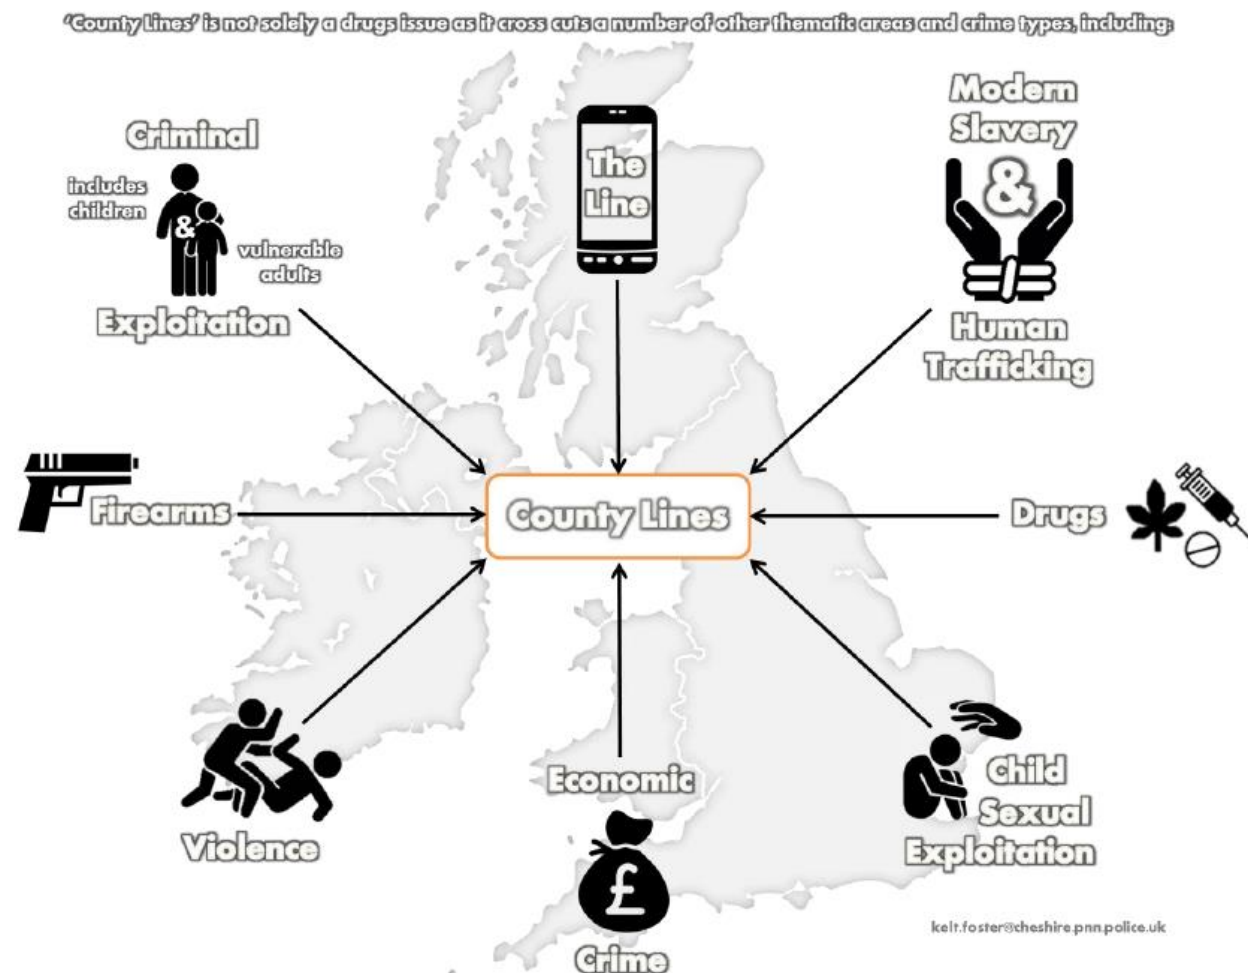 'County Lines' is not solely a drugs issue as it cross cuts a number of other thematic areas and crime types, including:
Criminal
includes
children
&
vulnerable
adults
Exploitation
The
Line
Modern
Slavery
&
Human
Trafficking
Firearms
County Lines
Drugs
Violence
Economic
£
Crime
Child
Sexual
Exploitation
kelt.foster@cheshire.pnn.police.uk